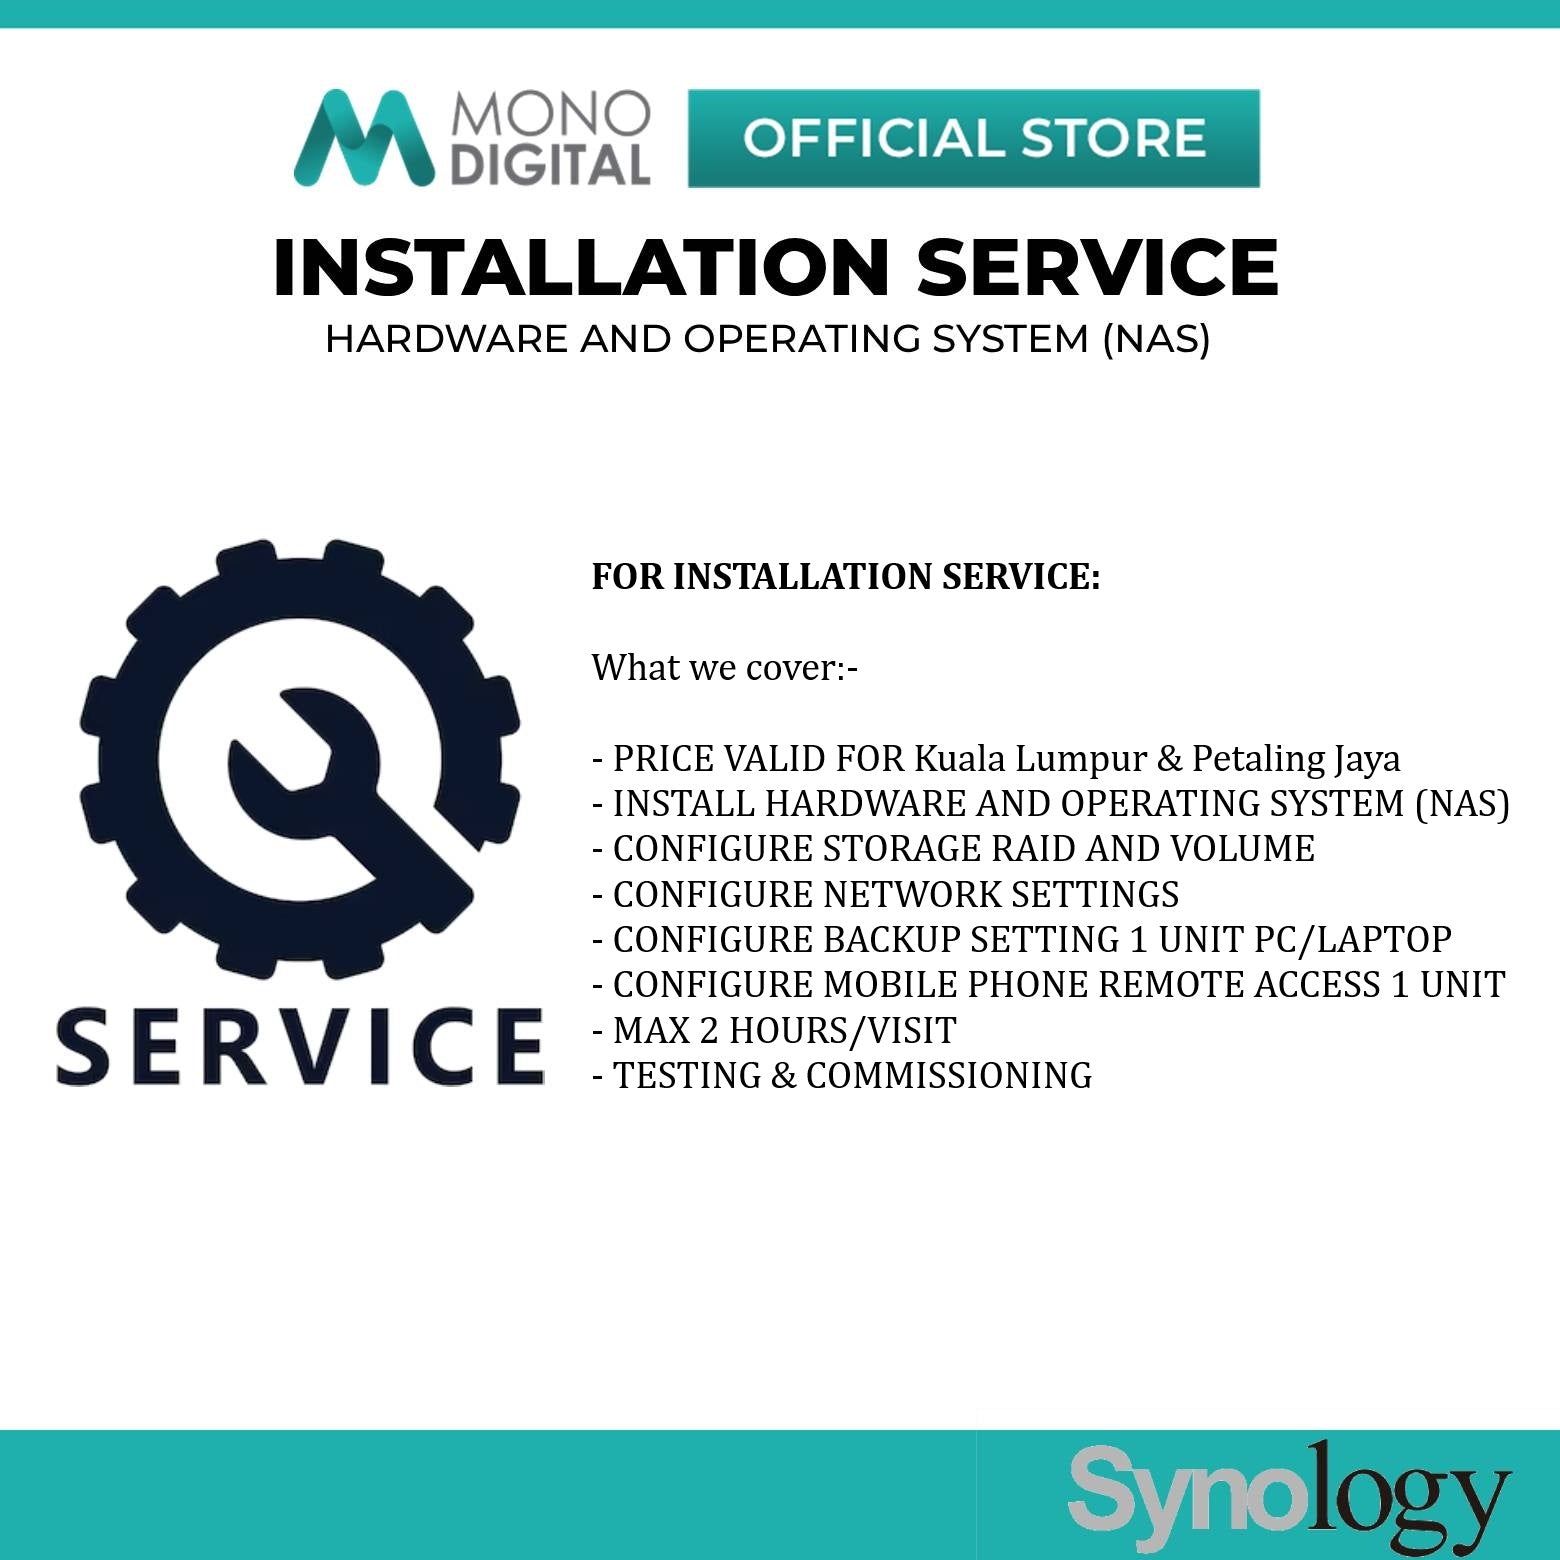 MONO
DIGITAL
OFFICIAL STORE
INSTALLATION SERVICE
HARDWARE AND OPERATING SYSTEM (NAS)
FOR INSTALLATION SERVICE:
What we cover:-
- PRICE VALID FOR Kuala Lumpur & Petaling Jaya
- INSTALL HARDWARE AND OPERATING SYSTEM (NAS)
- CONFIGURE STORAGE RAID AND VOLUME
- CONFIGURE NETWORK SETTINGS
- CONFIGURE BACKUP SETTING 1 UNIT PC/LAPTOP
- CONFIGURE MOBILE PHONE REMOTE ACCESS 1 UNIT
- MAX 2 HOURS/VISIT
- TESTING & COMMISSIONING
SERVICE
Synology